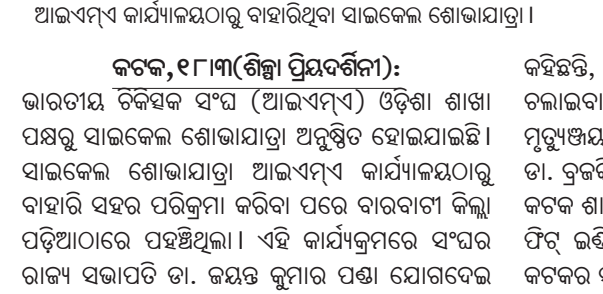 ଆଇଏମ୍ଏ କାର୍ଯ୍ୟାଳୟଠାରୁ ବାହାରିଥିବା ସାଇକେଲ ଶୋଭାଯାତ୍ରା।
କଟକ,୧୮।୩(ଶିଳ୍ପା ପ୍ରିୟଦର୍ଶିନୀ):
ଭାରତୀୟ ଚିକିତ୍ସକ ସଂଘ (ଆଇଏମ୍ଏ) ଓଡ଼ିଶା ଶାଖା
ପକ୍ଷରୁ ସାଇକେଲ ଶୋଭାଯାତ୍ରା ଅନୁଷ୍ଠିତ ହୋଇଯାଇଛି।
ସାଇକେଲ ଶୋଭାଯାତ୍ରା ଆଇଏମ୍ଏ କାର୍ଯ୍ୟାଳୟଠାରୁ
ବାହାରି ସହର ପରିକ୍ରମା କରିବା ପରେ ବାରବାଟୀ କିଲ୍ଲା
ପଡ଼ିଆଠାରେ ପହଞ୍ଚିଥିଲା। ଏହି କାର୍ଯ୍ୟକ୍ରମରେ ସଂଘର
ରାଜ୍ୟ ସଭାପତି ଡା. ଜୟନ୍ତ କୁମାର ପଣ୍ଡା ଯୋଗଦେଇ
କହିଛନ୍ତି,
ଚଲାଇବା
ମୃତ୍ୟୁଞ୍ଜୟ
ଡା.
କଟକ
ଫିଟ୍
କଟକର